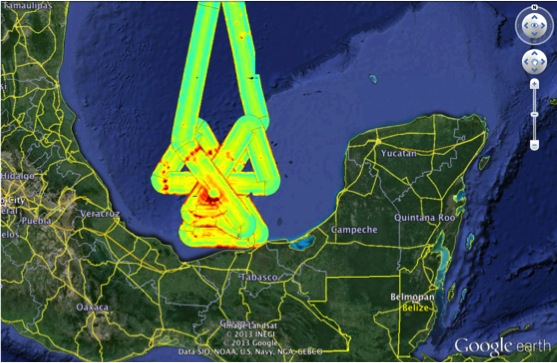 Tamaulipas
N
Hidalgo
City
Puebla
Veracruz
Yucatan
Quintana Roo
Campeche
Tabasco
Oaxaca
Belmopan
Belize
Image Landsat
© 2013 INEGI
© 2013 Google
Data SIO, NOAA, U.S. Navy, NGA, GEBCO
Google earth